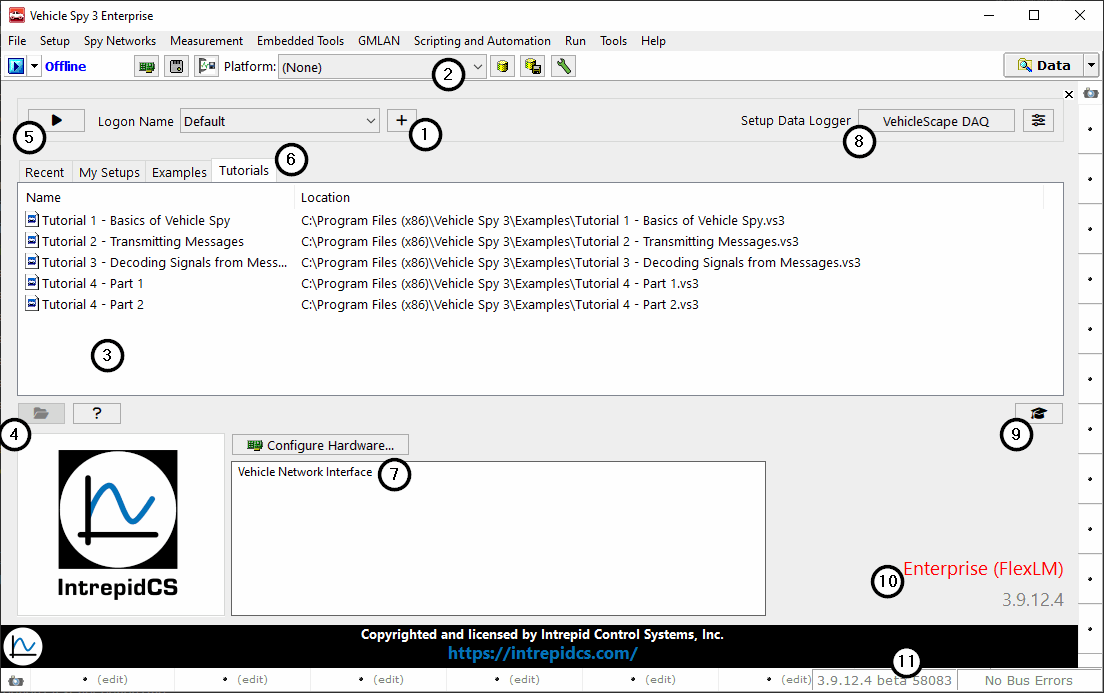 Vehicle Spy 3 Enterprise
File Setup Spy Networks Measurement Embedded Tools GMLAN Scripting and Automation Run Tools Help
Offline Platform: (None) 2 Data
5 Logon Name Default + 1 Setup Data Logger VehicleScape DAQ 8
Recent My Setups Examples Tutorials 6
Name Location
Tutorial 1 - Basics of Vehicle Spy C:\Program Files (x86)\Vehicle Spy 3\Examples\Tutorial 1 - Basics of Vehicle Spy.vs3
Tutorial 2 - Transmitting Messages C:\Program Files (x86)\Vehicle Spy 3\Examples\Tutorial 2 - Transmitting Messages.vs3
Tutorial 3 - Decoding Signals from Mess... C:\Program Files (x86)\Vehicle Spy 3\Examples\Tutorial 3 - Decoding Signals from Messages.vs3
Tutorial 4 - Part 1 C:\Program Files (x86)\Vehicle Spy 3\Examples\Tutorial 4 - Part 1.vs3
Tutorial 4 - Part 2 C:\Program Files (x86)\Vehicle Spy 3\Examples\Tutorial 4 - Part 2.vs3
3
4 ? 9
Configure Hardware...
Vehicle Network Interface 7
IntrepidCS
10 Enterprise (FlexLM)
3.9.12.4
Copyrighted and licensed by Intrepid Control Systems, Inc.
https://intrepidcs.com/
11
(edit) (edit) (edit) (edit) (edit) (edit) 3.9.12.4 beta 58083 No Bus Errors